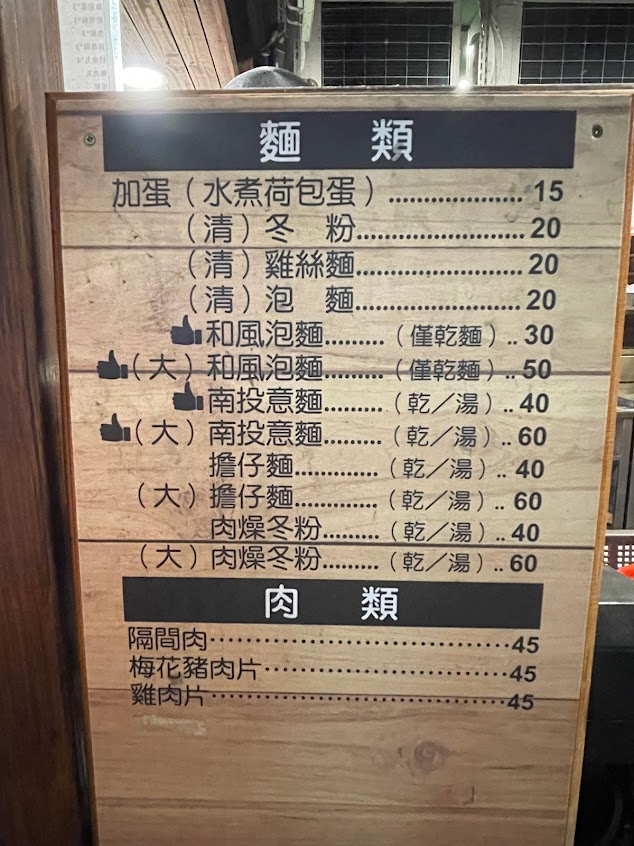 麵 類
加蛋（水煮荷包蛋）..................... 15
（清）冬 粉......................... 20
（清）雞絲麵......................... 20
（清）泡 麵......................... 20
👍和風泡麵.........（僅乾麵）.. 30
👍（大）和風泡麵.........（僅乾麵）.. 50
👍南投意麵.........（乾／湯）.. 40
👍（大）南投意麵.........（乾／湯）.. 60
擔仔麵.............（乾／湯）.. 40
（大）擔仔麵.............（乾／湯）.. 60
肉燥冬粉.........（乾／湯）.. 40
（大）肉燥冬粉.........（乾／湯）.. 60
肉 類
隔間肉....................................45
梅花豬肉片..............................45
雞肉片....................................45